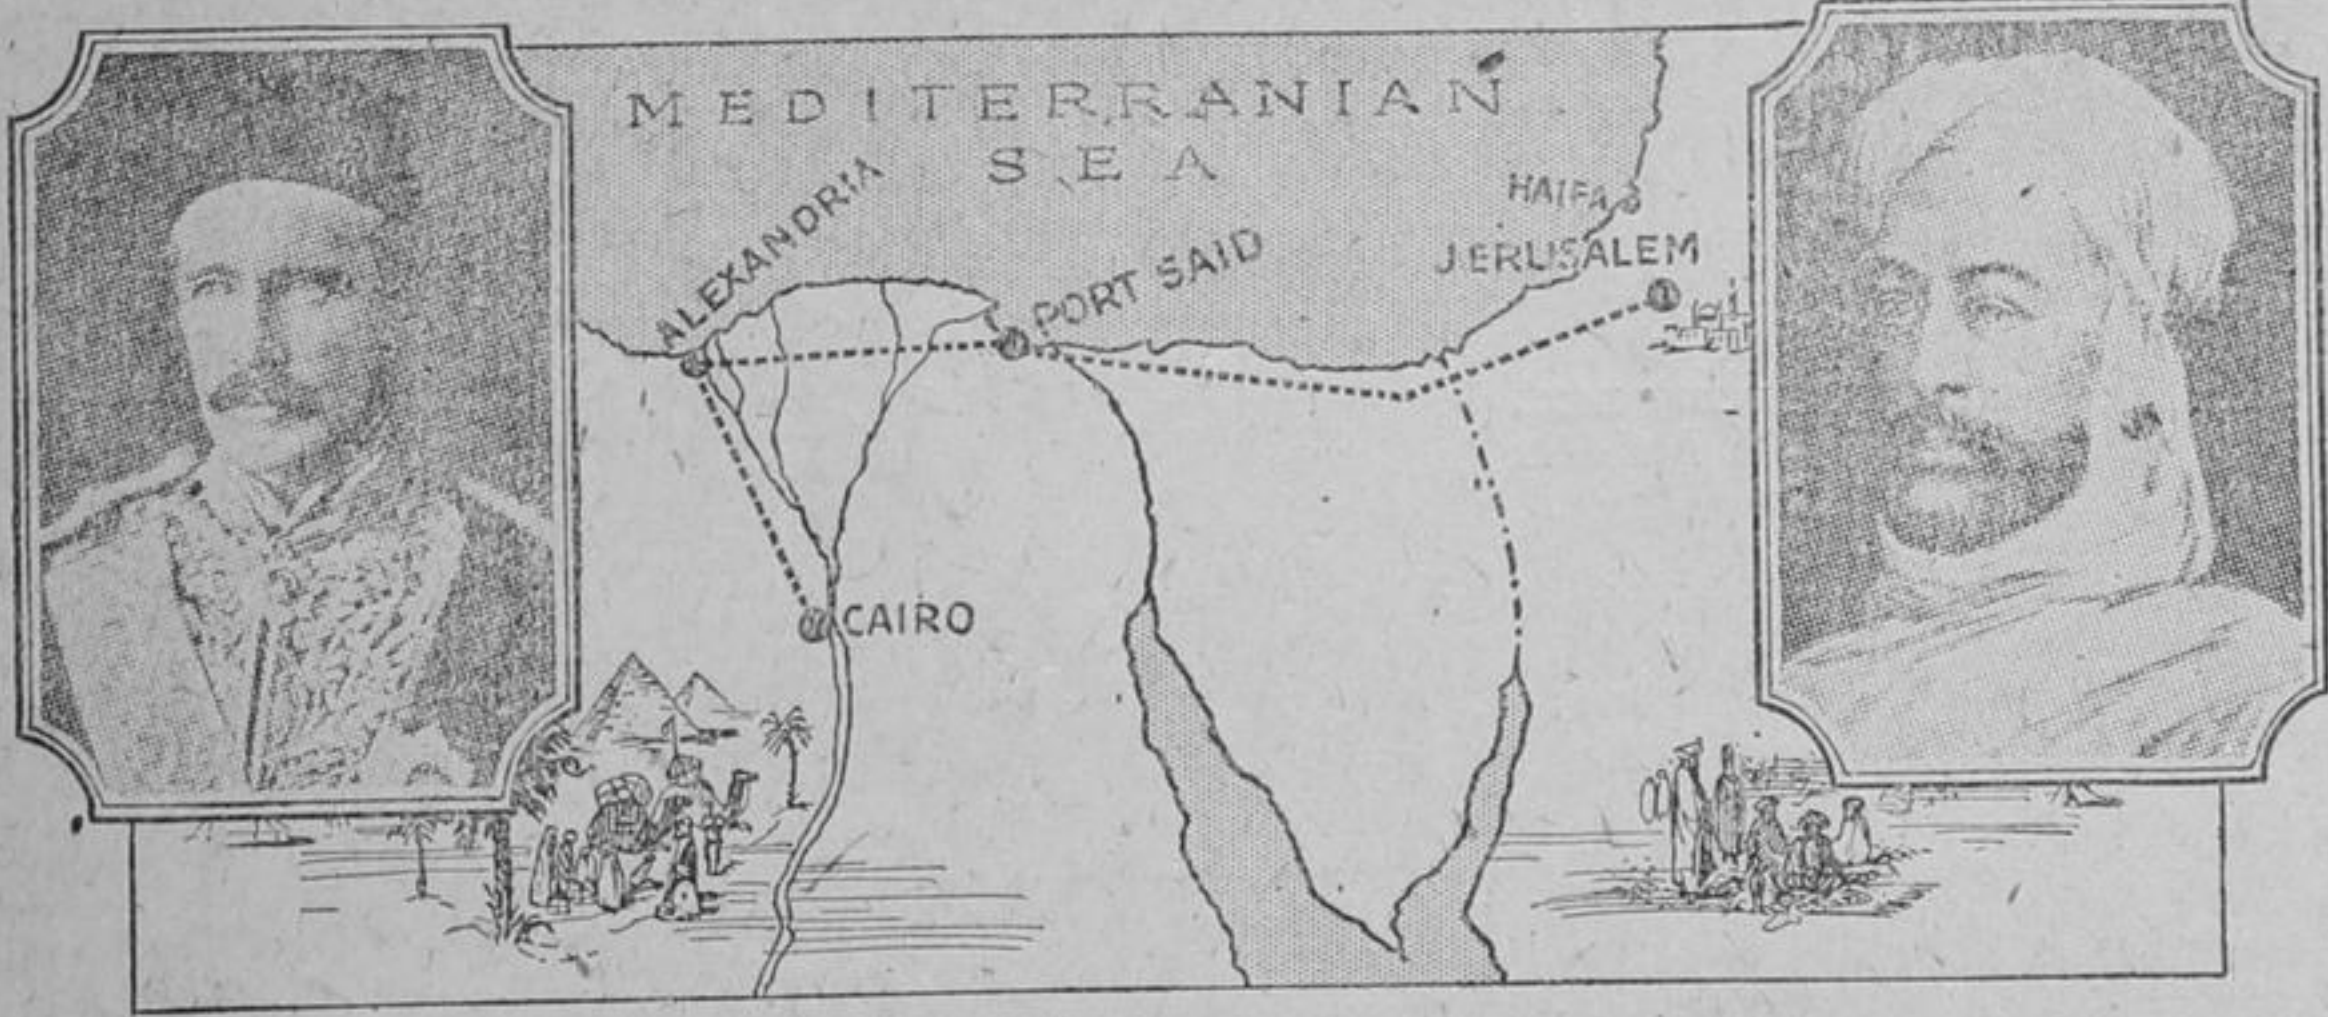 MEDITERRANIAN
SEA
ALEXANDRIA
PORT SAID
HAIFA
JERUSALEM
CAIRO